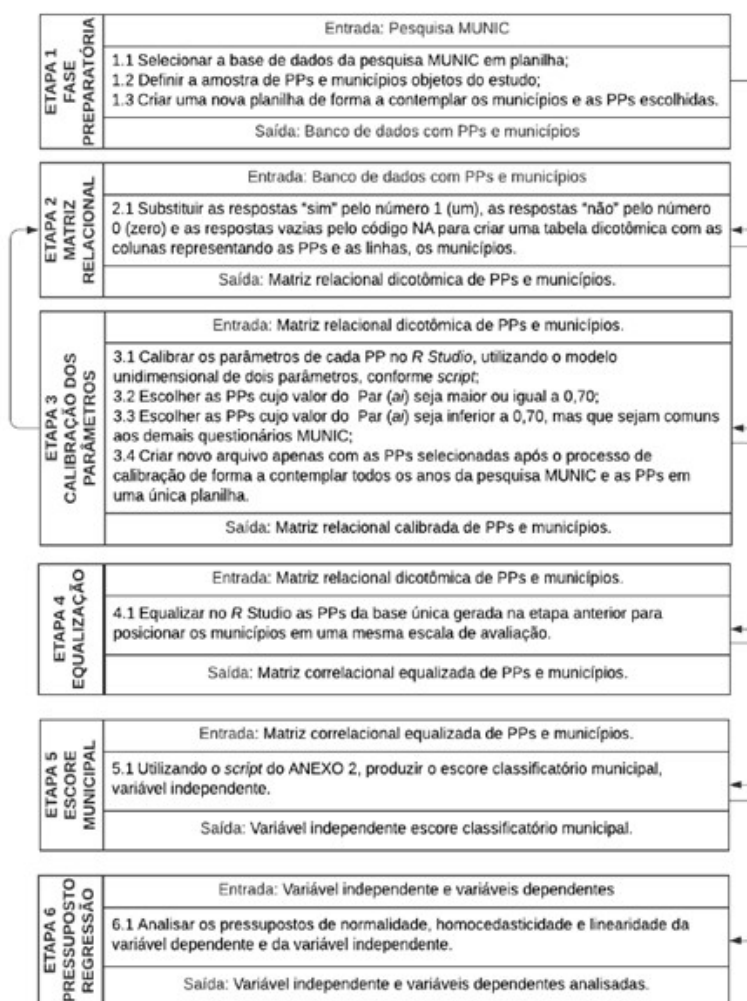 ETAPA 1
FASE
PREPARATÓRIA
Entrada: Pesquisa MUNIC
1.1 Selecionar a base de dados da pesquisa MUNIC em planilha;
1.2 Definir a amostra de PPs e municípios objetos do estudo;
1.3 Criar uma nova planilha de forma a contemplar os municípios e as PPs escolhidas.
Saída: Banco de dados com PPs e municípios
ETAPA 2
MATRIZ
RELACIONAL
Entrada: Banco de dados com PPs e municípios
2.1 Substituir as respostas "sim" pelo número 1 (um), as respostas "não" pelo número
0 (zero) e as respostas vazias pelo código NA para criar uma tabela dicotômica com as
colunas representando as PPs e as linhas, os municípios.
Saída: Matriz relacional dicotômica de PPs e municípios.
ETAPA 3
CALIBRAÇÃO DOS
PARÂMETROS
Entrada: Matriz relacional dicotômica de PPs e municípios.
3.1 Calibrar os parâmetros de cada PP no R Studio, utilizando o modelo
unidimensional de dois parâmetros, conforme script;
3.2 Escolher as PPs cujo valor do Par (ai) seja maior ou igual a 0,70;
3.3 Escolher as PPs cujo valor do Par (ai) seja inferior a 0,70, mas que sejam comuns
aos demais questionários MUNIC;
3.4 Criar novo arquivo apenas com as PPs selecionadas após o processo de
calibração de forma a contemplar todos os anos da pesquisa MUNIC e as PPs em
uma única planilha.
Saída: Matriz relacional calibrada de PPs e municípios.
ETAPA 4
EQUALIZAÇÃO
Entrada: Matriz relacional dicotômica de PPs e municípios.
4.1 Equalizar no R Studio as PPs da base única gerada na etapa anterior para
posicionar os municípios em uma mesma escala de avaliação.
Saída: Matriz correlacional equalizada de PPs e municípios.
ETAPA 5
ESCORE
MUNICIPAL
Entrada: Matriz correlacional equalizada de PPs e municípios.
5.1 Utilizando o script do ANEXO 2, produzir o escore classificatório municipal,
variável independente.
Saída: Variável independente escore classificatório municipal.
ETAPA 6
PRESSUPOSTO
REGRESSÃO
Entrada: Variável independente e variáveis dependentes
6.1 Analisar os pressupostos de normalidade, homocedasticidade e linearidade da
variável dependente e da variável independente.
Saída: Variável independente e variáveis dependentes analisadas.